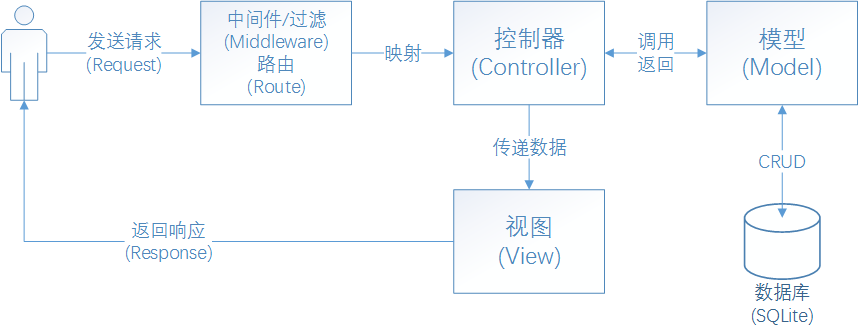 发送请求
(Request)
中间件/过滤
(Middleware)
路由
(Route)
映射
控制器
(Controller)
调用
返回
模型
(Model)
传递数据
CRUD
视图
(View)
返回响应
(Response)
数据库
(SQLite)